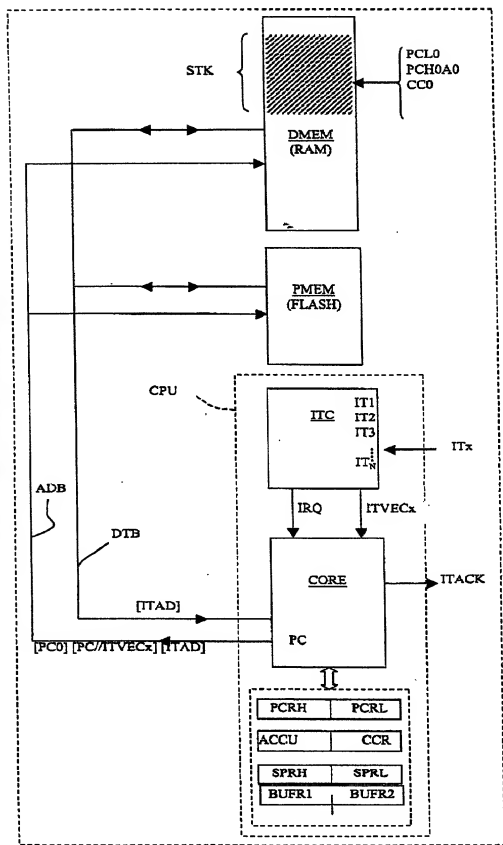 PCL0
PCH0A0
CC0
STK
DMEM
(RAM)
PMEM
(FLASH)
CPU
ITC
IT1
IT2
IT3
ITN
ITx
ADB
IRQ
ITVECx
DTB
CORE
ITACK
[ITAD]
PC
[PC0] [PC//ITVECx] [ITAD]
PCRH PCRL
ACCU CCR
SPRH SPRL
BUFR1 BUFR2